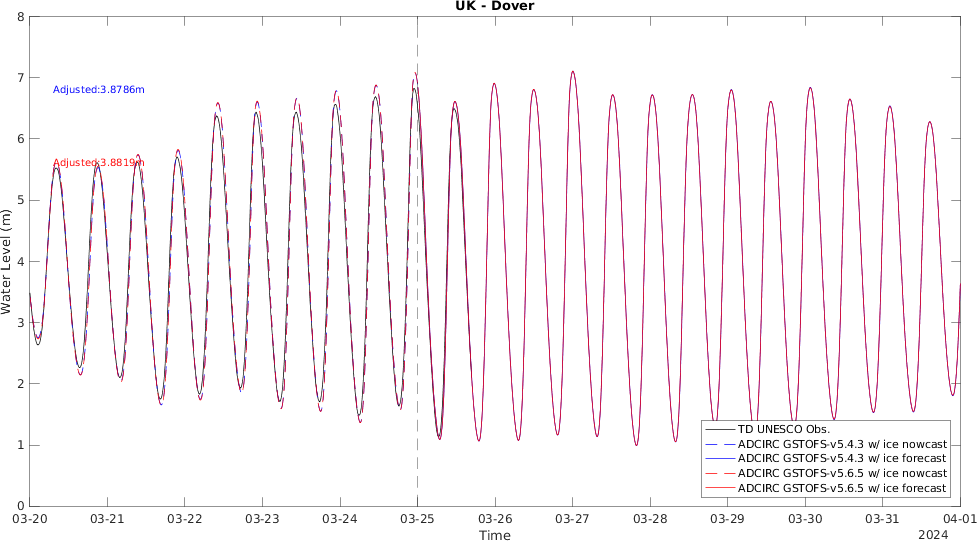 UK - Dover
8
7
Adjusted:3.8786m
6
Adjusted:3.8819m
5
Water Level (m)
4
3
2
1
0
TD UNESCO Obs.
ADCIRC GSTOFS-v5.4.3 w/ ice nowcast
ADCIRC GSTOFS-v5.4.3 w/ ice forecast
ADCIRC GSTOFS-v5.6.5 w/ ice nowcast
ADCIRC GSTOFS-v5.6.5 w/ ice forecast
03-20 03-21 03-22 03-23 03-24 03-25 03-26 03-27 03-28 03-29 03-30 03-31 04-01
Time
2024